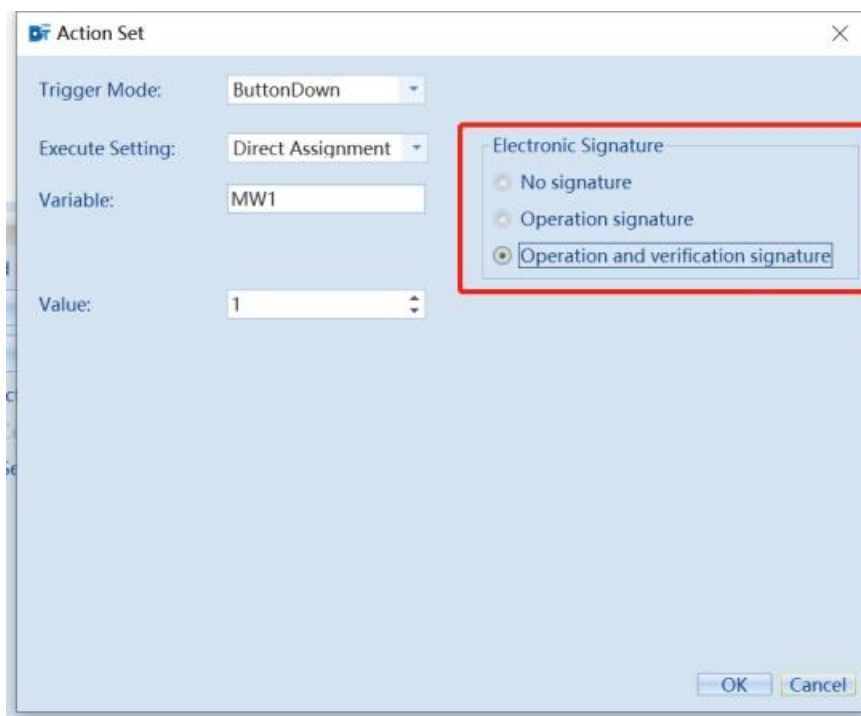 Action Set
Trigger Mode: ButtonDown
Execute Setting: Direct Assignment
Variable: MW1
Value: 1
Electronic Signature
No signature
Operation signature
Operation and verification signature
OK Cancel